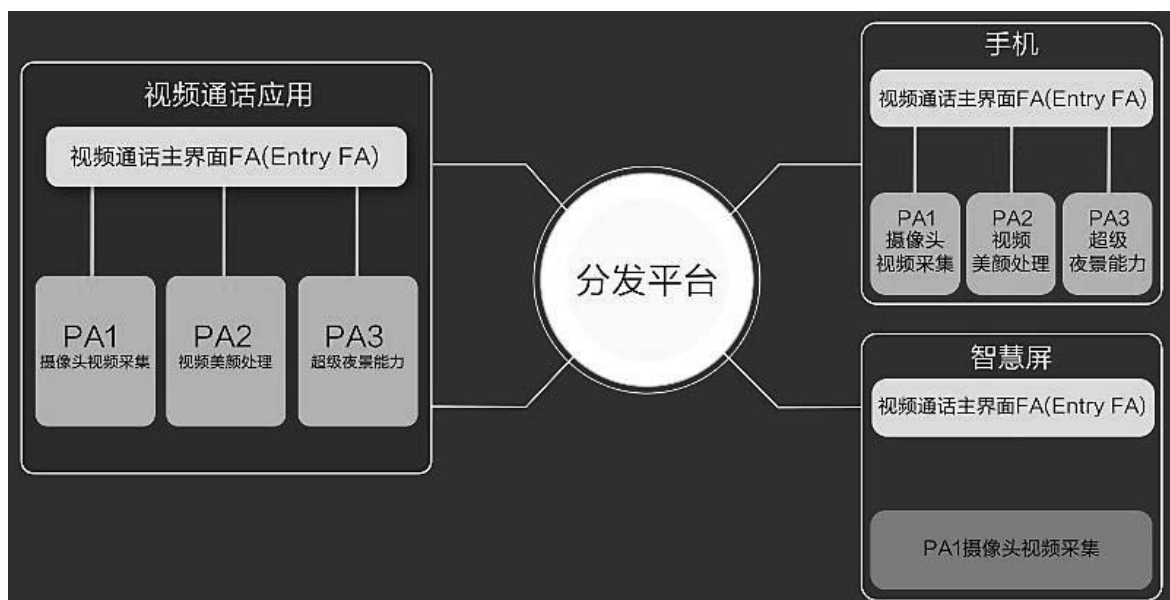 视频通话应用
视频通话主界面FA(Entry FA)
PA1
摄像头视频采集
PA2
视频美颜处理
PA3
超级夜景能力
分发平台
手机
视频通话主界面FA(Entry FA)
PA1
摄像头
视频采集
PA2
视频
美颜处理
PA3
超级
夜景能力
智慧屏
视频通话主界面FA(Entry FA)
PA1摄像头视频采集